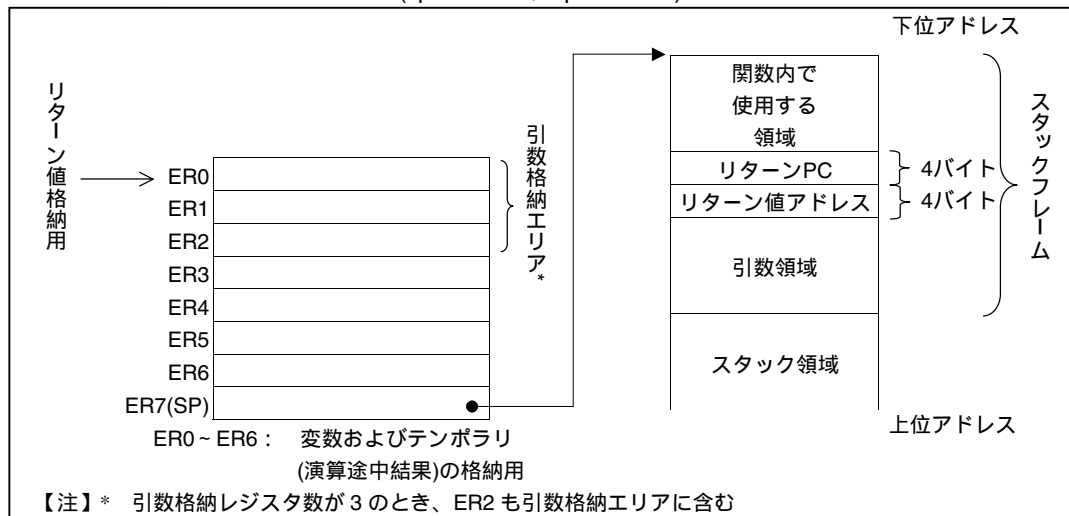 下位アドレス
リターン値格納用
ER0
ER1
ER2
ER3
ER4
ER5
ER6
ER7(SP)
引数格納エリア*
関数内で
使用する
領域
リターンPC
4バイト
リターン値アドレス
4バイト
引数領域
スタック領域
スタックフレーム
上位アドレス
ER0~ER6: 変数およびテンポラリ
(演算途中結果)の格納用
【注】* 引数格納レジスタ数が 3 のとき、ER2 も引数格納エリアに含む